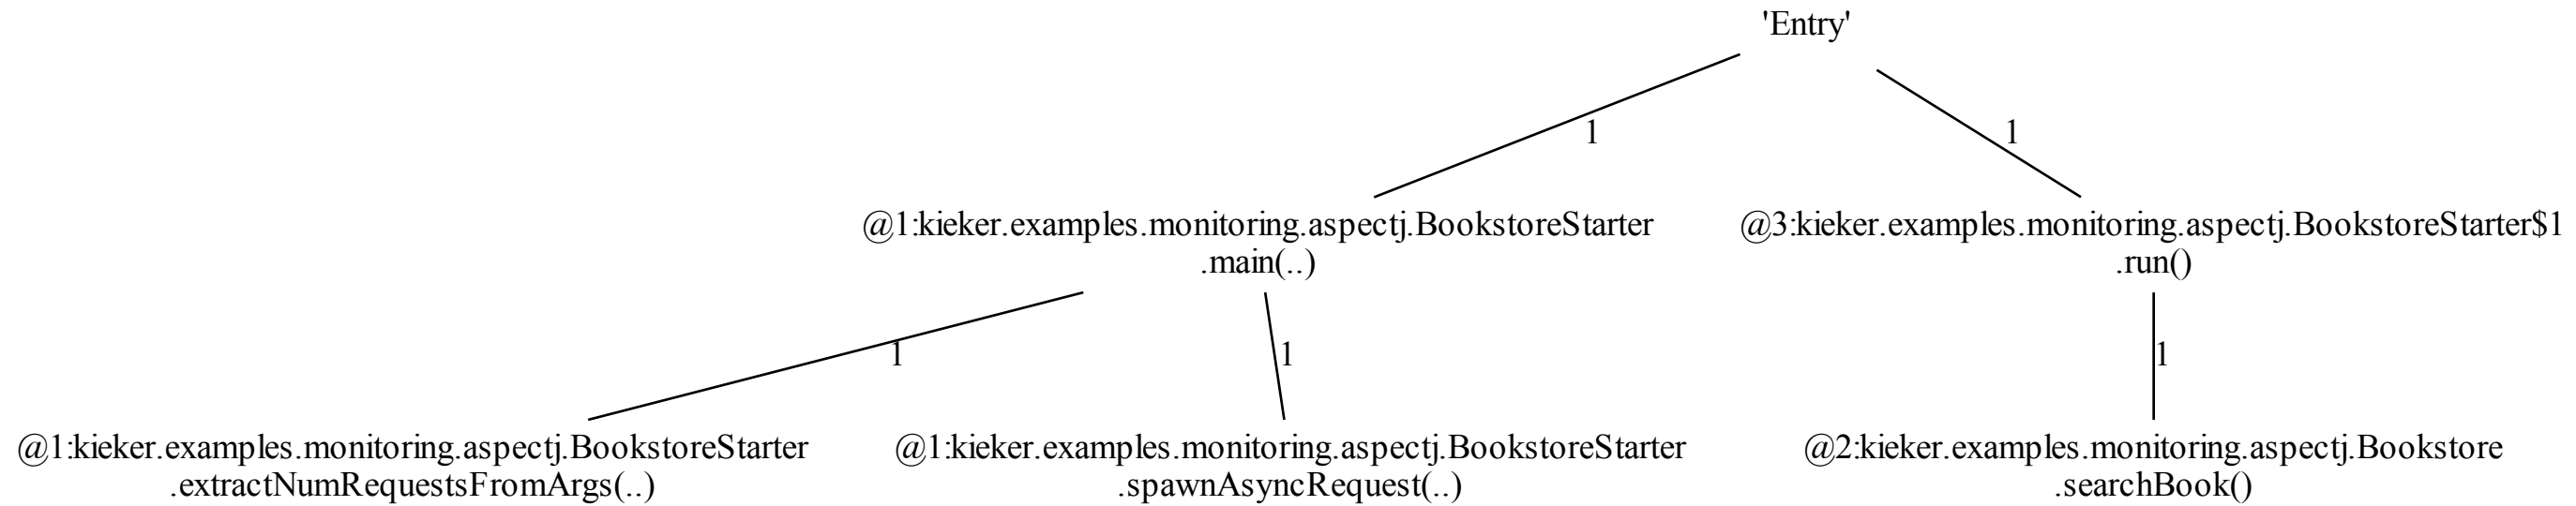 'Entry'
1
1
@1:kieker.examples.monitoring.aspectj.BookstoreStarter
.main(..)
@3:kieker.examples.monitoring.aspectj.BookstoreStarter$1
.run()
1
1
1
@1:kieker.examples.monitoring.aspectj.BookstoreStarter
.extractNumRequestsFromArgs(..)
@1:kieker.examples.monitoring.aspectj.BookstoreStarter
.spawnAsyncRequest(..)
@2:kieker.examples.monitoring.aspectj.Bookstore
.searchBook()